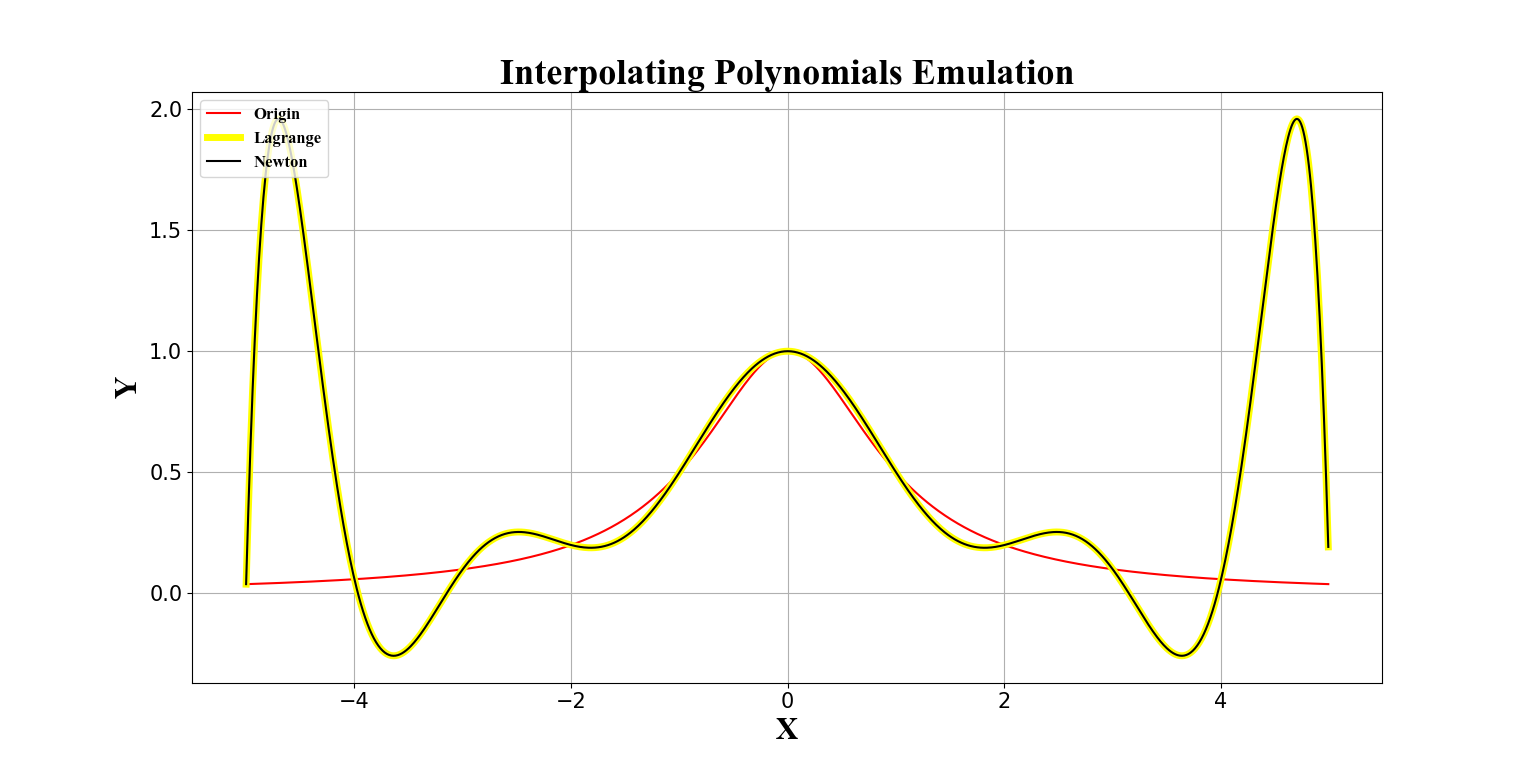 Interpolating Polynomials Emulation
Origin
Lagrange
Newton
2.0
1.5
1.0
0.5
0.0
Y
−4 −2 0 2 4
X